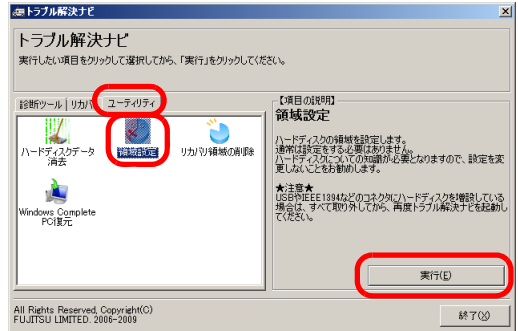 トラブル解決ナビ
トラブル解決ナビ
実行したい項目をクリックして選択してから、「実行」をクリックしてください。
診断ツール
リカバリ
ユーティリティ
ハードディスクデータ
消去
領域設定
リカバリ領域の削除
Windows Complete
PC復元
【項目の説明】
領域設定
ハードディスクの領域を設定します。
通常は設定をする必要はありません。
ハードディスクについての知識が必要となりますので、設定を変
更しないことをお勧めします。
★注意★
USBやIEEE1394などのコネクタにハードディスクを増設している
場合は、すべて取り外してから、再度トラブル解決ナビを起動し
てください。
実行(E)
All Rights Reserved, Copyright(C)
FUJITSU LIMITED. 2006-2009
終了(X)